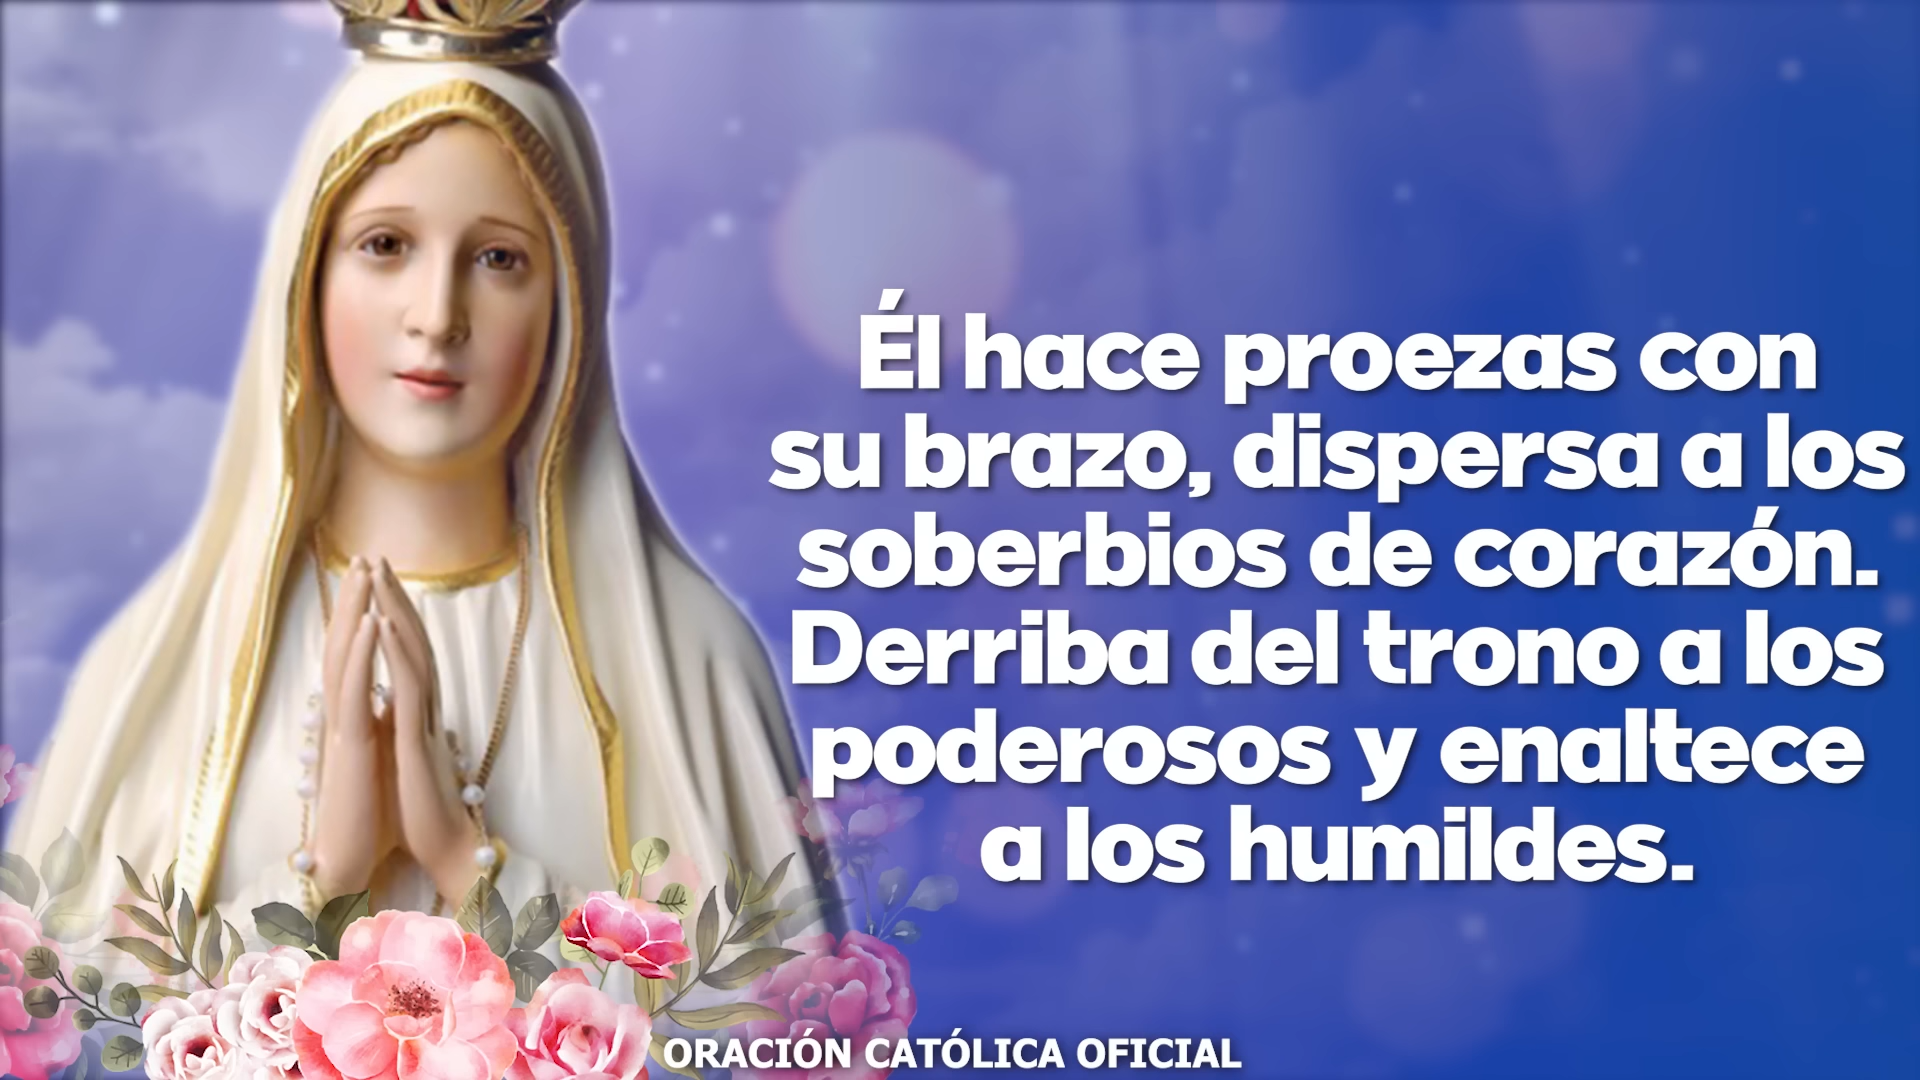 Él hace proezas con
su brazo, dispersa a los
soberbios de corazón.
Derriba del trono a los
poderosos y enaltece
a los humildes.
ORACIÓN CATÓLICA OFICIAL